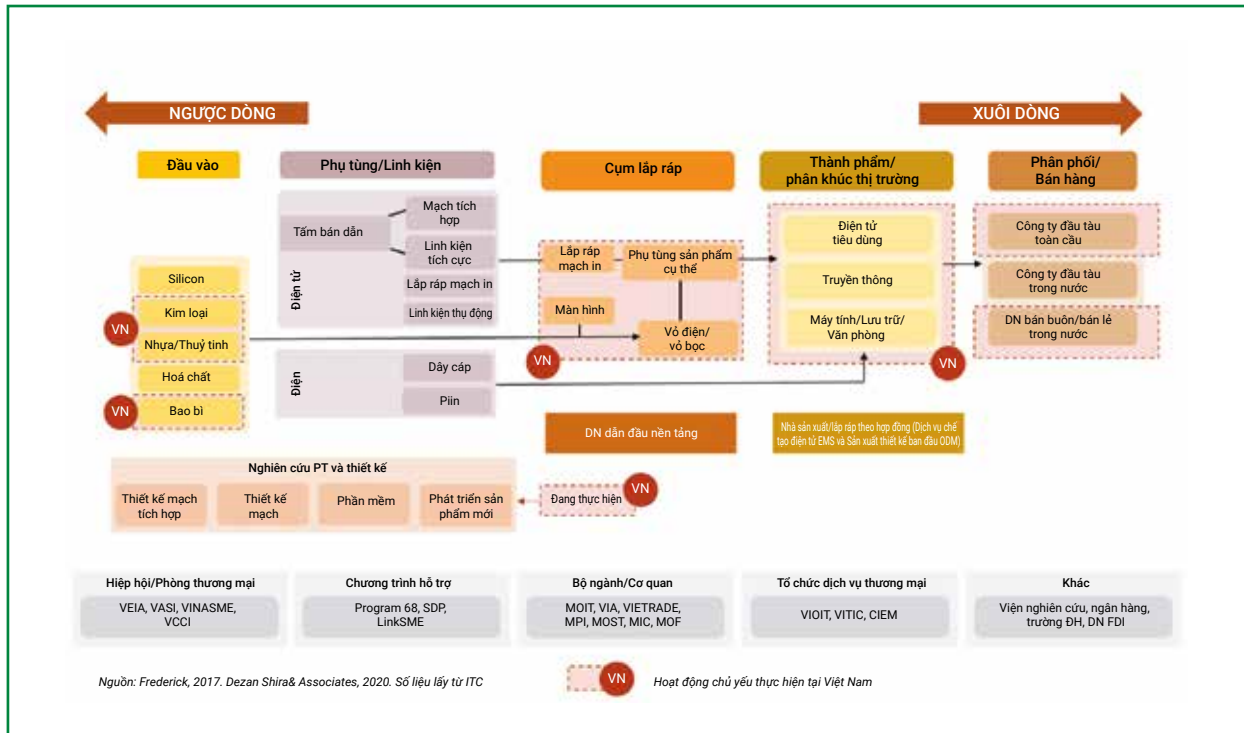 NGƯỢC DÒNG
XUÔI DÒNG
Đầu vào
Phụ tùng/Linh kiện
Cụm lắp ráp
Thành phẩm/
phân khúc thị trường
Phân phối/
Bán hàng
Silicon
Kim loại
Nhựa/Thuỷ tinh
Hoá chất
Bao bì
VN
VN
Điện tử
Tấm bán dẫn
Mạch tích
hợp
Linh kiện
tích cực
Lắp ráp mạch in
Linh kiện thụ động
Điện
Dây cáp
Piin
Lắp ráp
mạch in
Phụ tùng sản phẩm
cụ thể
Màn hình
Vỏ điện/
vỏ bọc
VN
Điện tử
tiêu dùng
Truyền thông
Máy tính/Lưu trữ/
Văn phòng
VN
Công ty đầu tàu
toàn cầu
Công ty đầu tàu
trong nước
DN bán buôn/bán lẻ
trong nước
DN dẫn đầu nền tảng
Nhà sản xuất/lắp ráp theo hợp đồng (Dịch vụ chế
tạo điện tử EMS và Sản xuất thiết kế ban đầu ODM)
Nghiên cứu PT và thiết kế
Thiết kế mạch
tích hợp
Thiết kế
mạch
Phần mềm
Phát triển sản
phẩm mới
Đang thực hiện
VN
Hiệp hội/Phòng thương mại
VEIA, VASI, VINASME,
VCCI
Chương trình hỗ trợ
Program 68, SDP,
LinkSME
Bộ ngành/Cơ quan
MOIT, VIA, VIETRADE,
MPI, MOST, MIC, MOF
Tổ chức dịch vụ thương mại
VIOIT, VITIC, CIEM
Khác
Viện nghiên cứu, ngân hàng,
trường ĐH, DN FDI
Nguồn: Frederick, 2017. Dezan Shira& Associates, 2020. Số liệu lấy từ ITC
VN
Hoạt động chủ yếu thực hiện tại Việt Nam